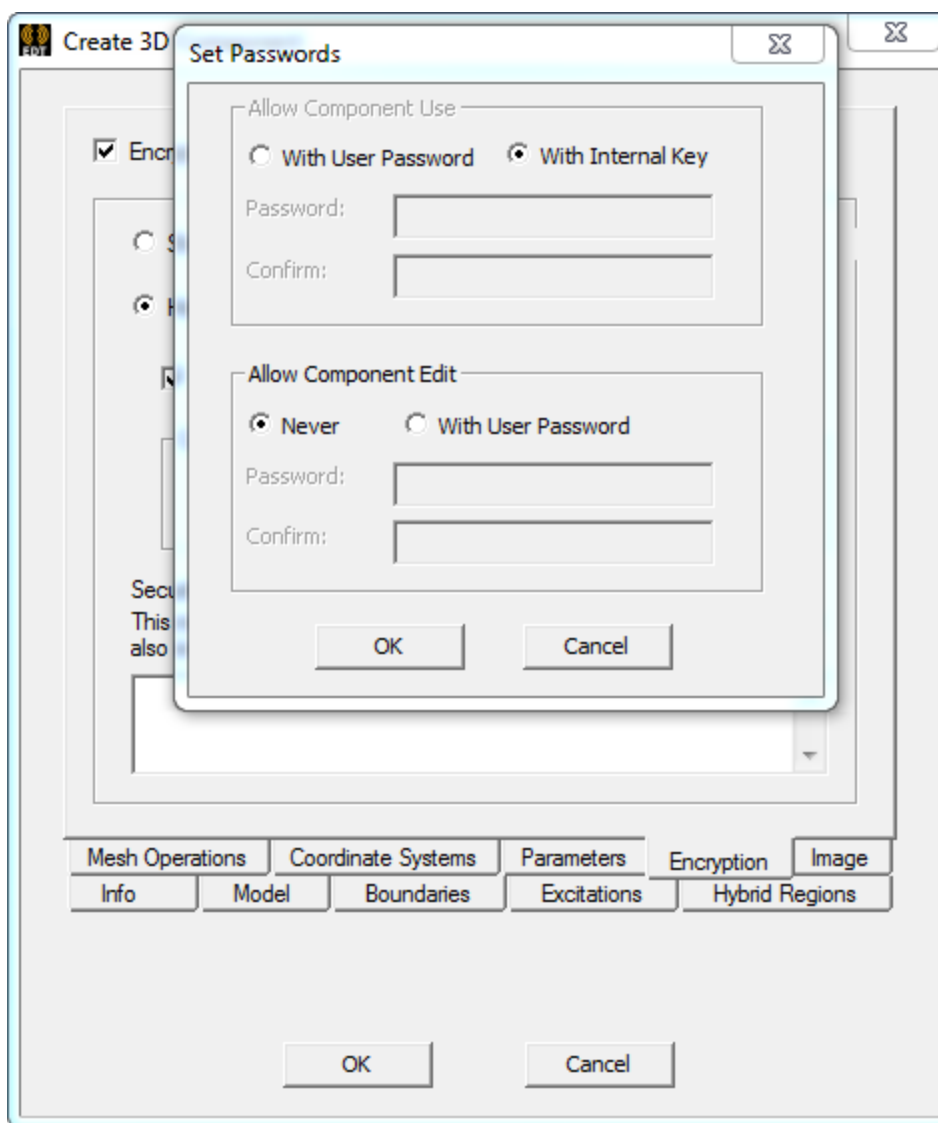 EDT
Create 3D
Set Passwords
Allow Component Use
With User Password
With Internal Key
Password:
Confirm:
Allow Component Edit
Never
With User Password
Password:
Confirm:
This
also
OK
Cancel
Mesh Operations
Coordinate Systems
Parameters
Encryption
Image
Info
Model
Boundaries
Excitations
Hybrid Regions
OK
Cancel